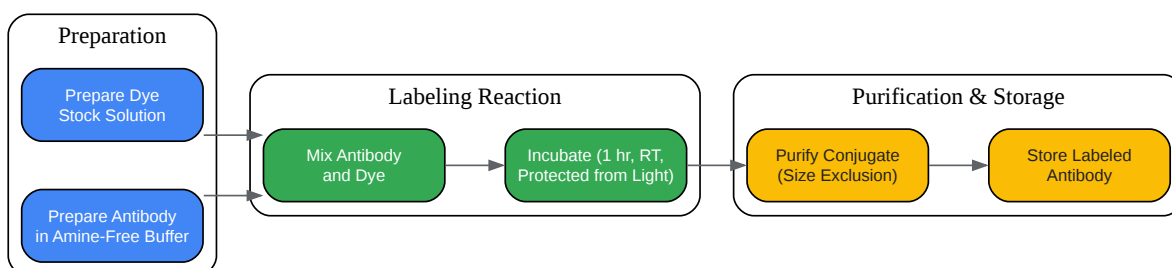 Preparation
Prepare Dye
Stock Solution
Prepare Antibody
in Amine-Free Buffer
Labeling Reaction
Mix Antibody
and Dye
Incubate (1 hr, RT,
Protected from Light)
Purification & Storage
Purify Conjugate
(Size Exclusion)
Store Labeled
Antibody